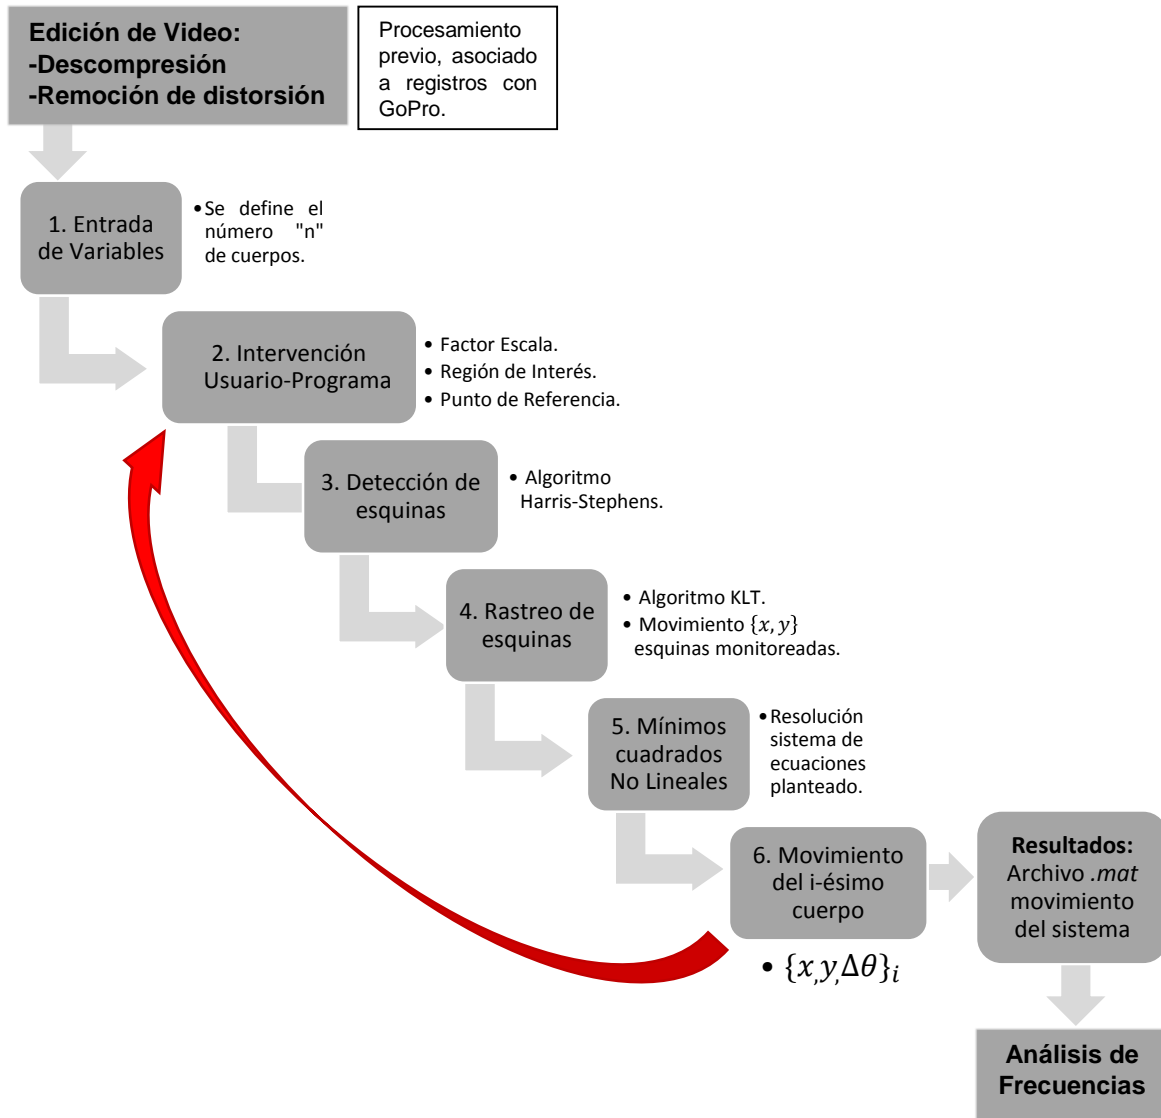 Edición de Video:
-Descompresión
-Remoción de distorsión
Procesamiento
previo, asociado
a registros con
GoPro.
1. Entrada
de Variables
•Se define el
número "n"
de cuerpos.
2. Intervención
Usuario-Programa
• Factor Escala.
• Región de Interés.
• Punto de Referencia.
3. Detección de
esquinas
• Algoritmo
Harris-Stephens.
4. Rastreo de
esquinas
• Algoritmo KLT.
• Movimiento {x, y}
esquinas monitoreadas.
5. Mínimos
cuadrados
No Lineales
•Resolución
sistema de
ecuaciones
planteado.
6. Movimiento
del i-ésimo
cuerpo
• {x,y,Δθ}i
Resultados:
Archivo .mat
movimiento
del sistema
Análisis de
Frecuencias